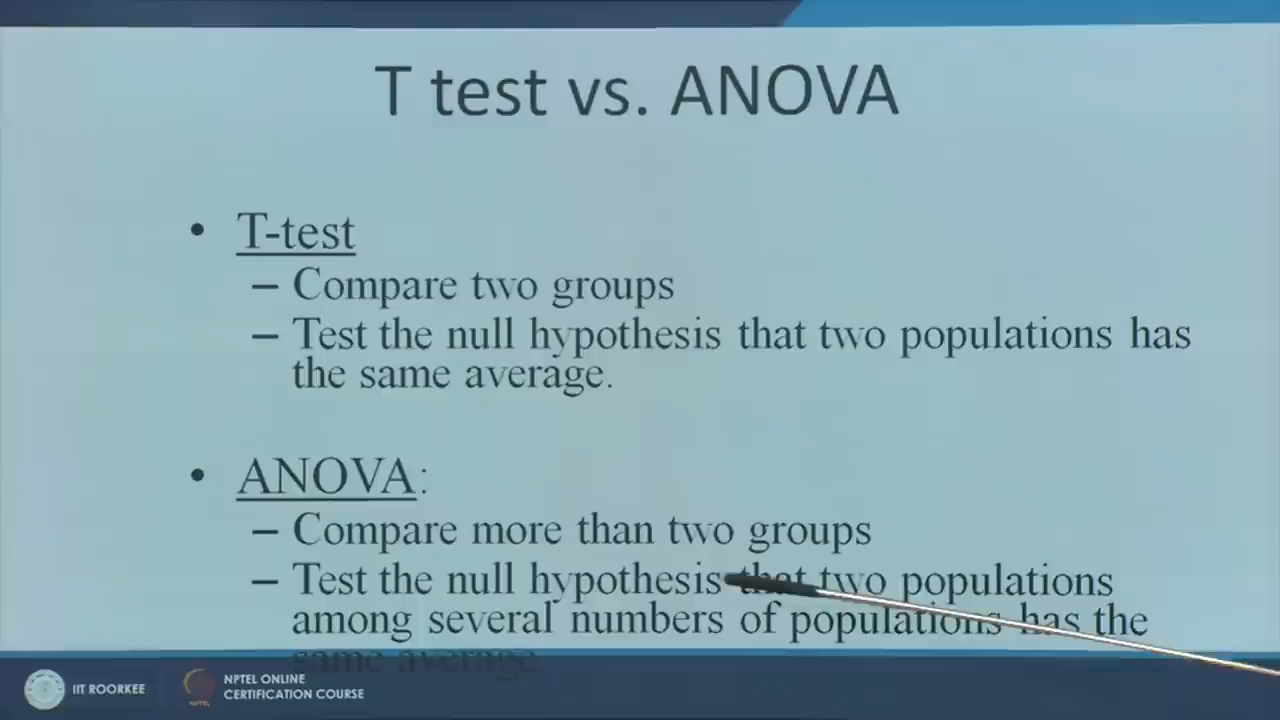 T test vs. ANOVA
• T-test
– Compare two groups
– Test the null hypothesis that two populations has
the same average.
• ANOVA:
– Compare more than two groups
– Test the null hypothesis that two populations
among several numbers of populations has the
same average
IIT ROORKEE
NPTEL ONLINE
CERTIFICATION COURSE